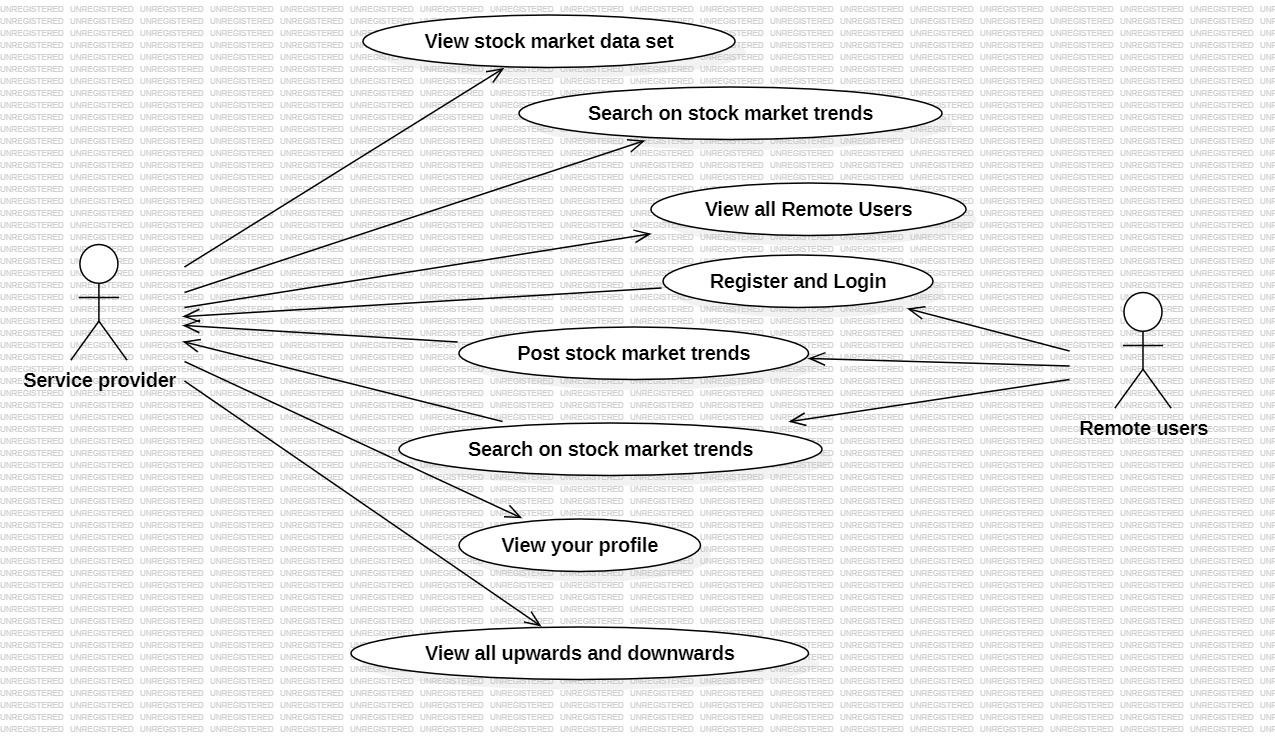 View stock market data set
Search on stock market trends
View all Remote Users
Register and Login
Post stock market trends
Service provider
Remote users
Search on stock market trends
View your profile
View all upwards and downwards
UNREGISTERED